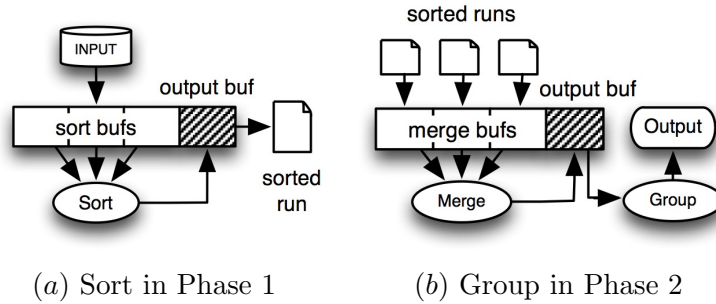 INPUT
output buf
sort bufs
Sort
sorted
run
(a) Sort in Phase 1
sorted runs
output buf
merge bufs
Output
Merge
Group
(b) Group in Phase 2